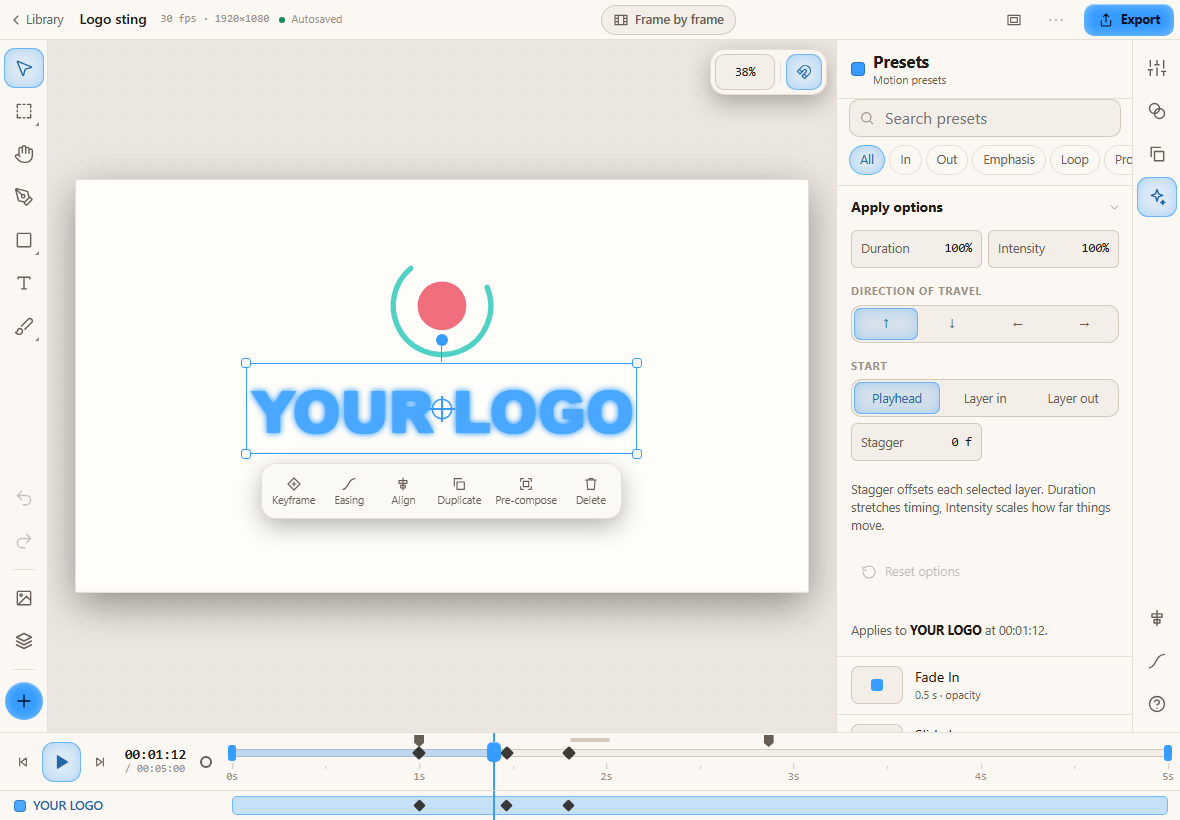 Library Logo sting 30 fps · 1920×1080 Autosaved Frame by frame Export
38%
Presets
Motion presets
Search presets
All In Out Emphasis Loop Pro
Apply options
Duration 100% Intensity 100%
DIRECTION OF TRAVEL
↑ ↓ ← →
START
Playhead Layer in Layer out
Stagger 0 f
Stagger offsets each selected layer. Duration
stretches timing, Intensity scales how far things
move.
Reset options
Applies to YOUR LOGO at 00:01:12.
Fade In
0.5 s · opacity
YOUR LOGO
Keyframe Easing Align Duplicate Pre-compose Delete
00:01:12
/ 00:05:00
0s 1s 2s 3s 4s 5s
YOUR LOGO